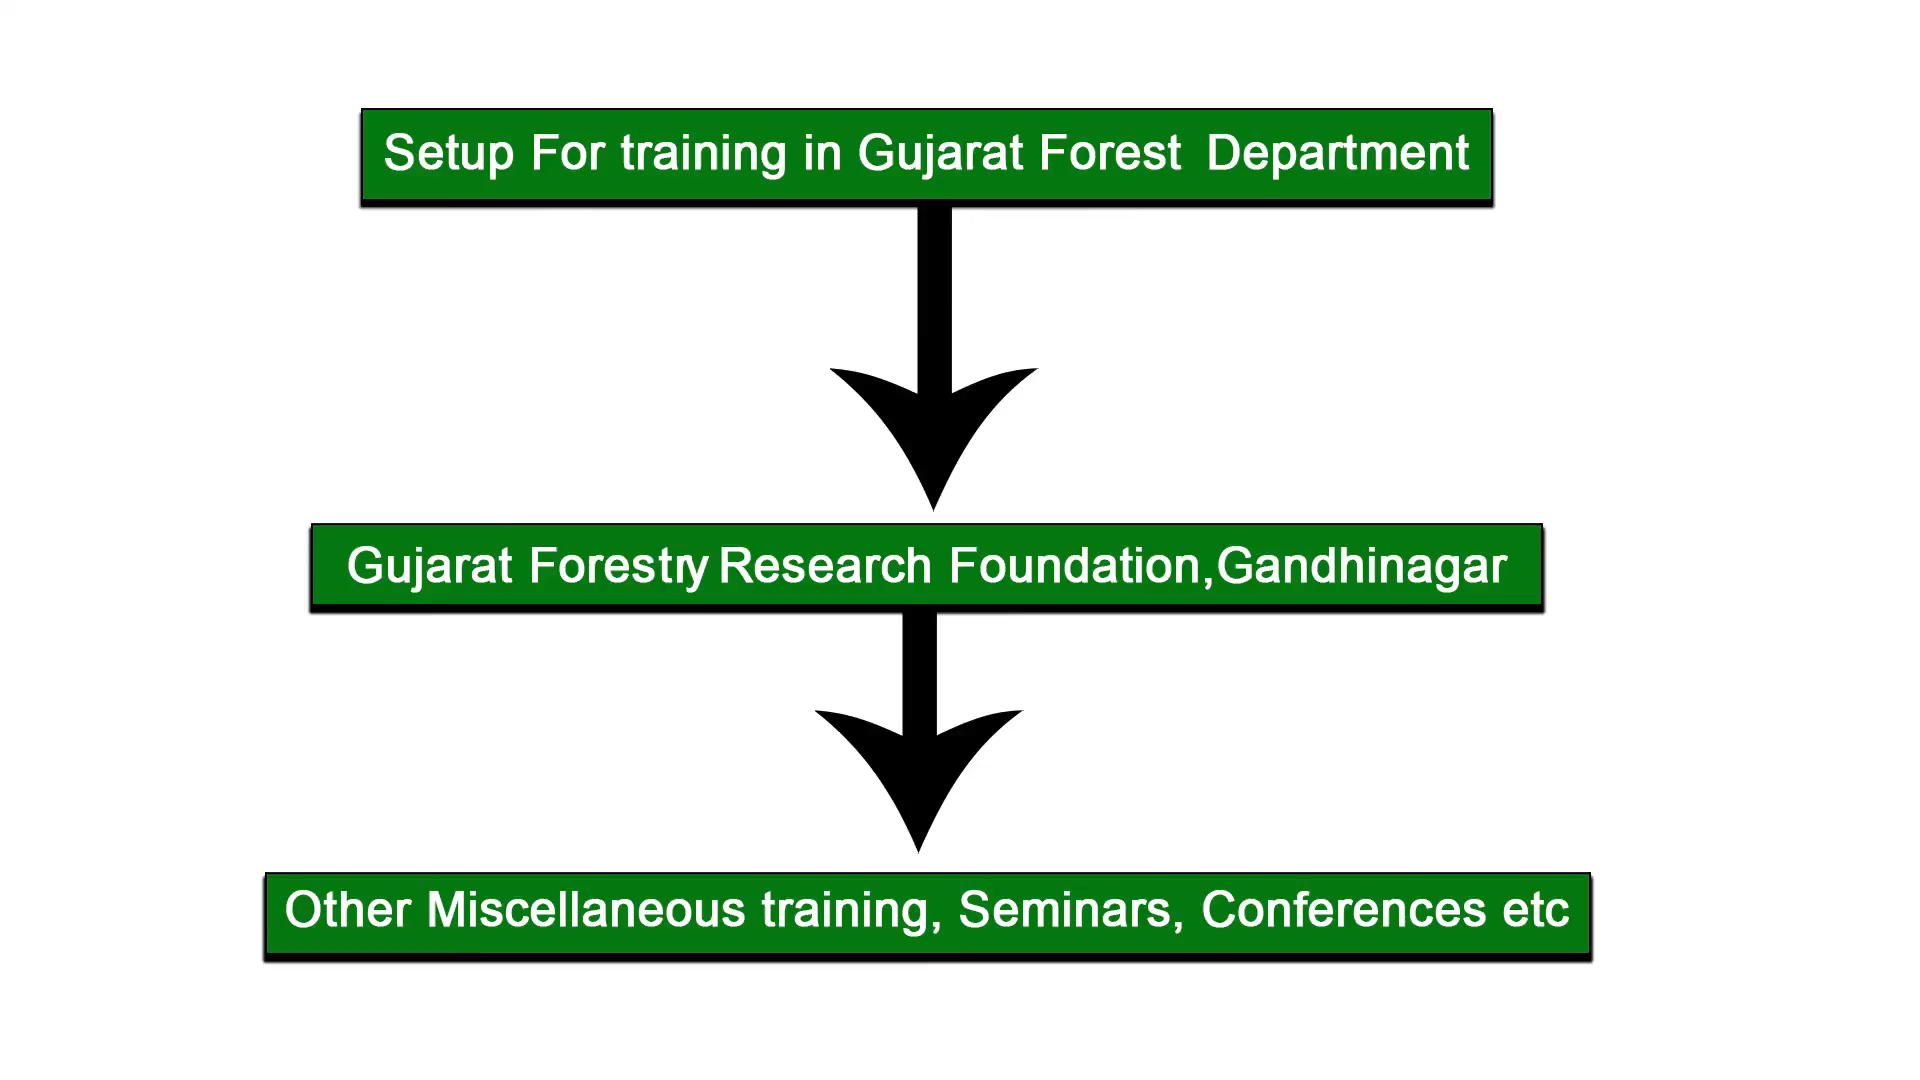 Setup For training in Gujarat Forest Department
Gujarat Forestry Research Foundation,Gandhinagar
Other Miscellaneous training, Seminars, Conferences etc